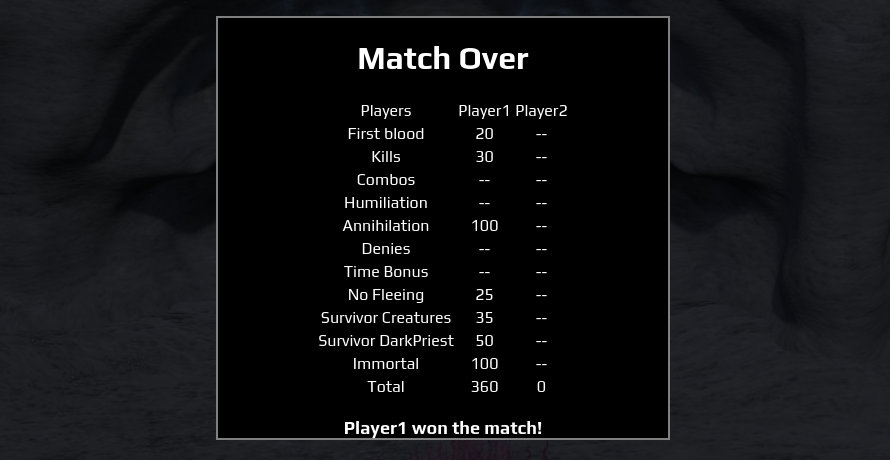 Match Over
Players Player1 Player2
First blood 20 --
Kills 30 --
Combos -- --
Humiliation -- --
Annihilation 100 --
Denies -- --
Time Bonus -- --
No Fleeing 25 --
Survivor Creatures 35 --
Survivor DarkPriest 50 --
Immortal 100 --
Total 360 0
Player1 won the match!